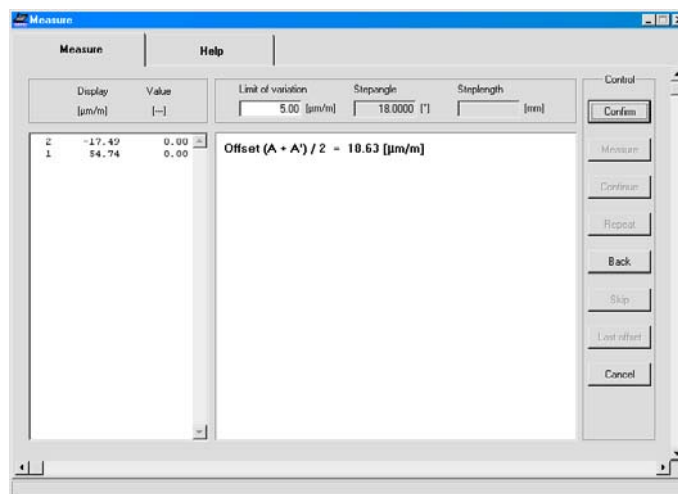 Measure
Measure Help
Display Value
[µm/m] [---]
Limit of variation Stepangle Steplength
5.00 [µm/m] 18.0000 [°] [mm]
Control
Confirm
2 -17.49 0.00
1 54.74 0.00
Offset (A + A') / 2 = 18.63 [µm/m]
Measure
Continue
Repeat
Back
Skip
Last offset
Cancel